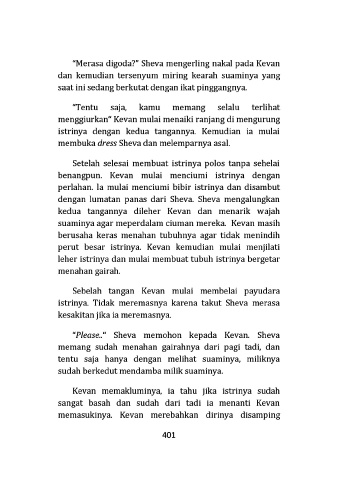 “Merasa digoda?” Sheva mengerling nakal pada Kevan
dan kemudian tersenyum miring kearah suaminya yang
saat ini sedang berkutat dengan ikat pinggangnya.
“Tentu saja, kamu memang selalu terlihat
menggiurkan“ Kevan mulai menaiki ranjang di mengurung
istrinya dengan kedua tangannya. Kemudian ia mulai
membuka dress Sheva dan melemparnya asal.
Setelah selesai membuat istrinya polos tanpa sehelai
benangpun. Kevan mulai menciumi istrinya dengan
perlahan. Ia mulai menciumi bibir istrinya dan disambut
dengan lumatan panas dari Sheva. Sheva mengalungkan
kedua tangannya dileher Kevan dan menarik wajah
suaminya agar meperdalam ciuman mereka. Kevan masih
berusaha keras menahan tubuhnya agar tidak menindih
perut besar istrinya. Kevan kemudian mulai menjilati
leher istrinya dan mulai membuat tubuh istrinya bergetar
menahan gairah.
Sebelah tangan Kevan mulai membelai payudara
istrinya. Tidak meremasnya karena takut Sheva merasa
kesakitan jika ia meremasnya.
“Please..“ Sheva memohon kepada Kevan. Sheva
memang sudah menahan gairahnya dari pagi tadi, dan
tentu saja hanya dengan melihat suaminya, miliknya
sudah berkedut mendamba milik suaminya.
Kevan memakluminya, ia tahu jika istrinya sudah
sangat basah dan sudah dari tadi ia menanti Kevan
memasukinya. Kevan merebahkan dirinya disamping
401